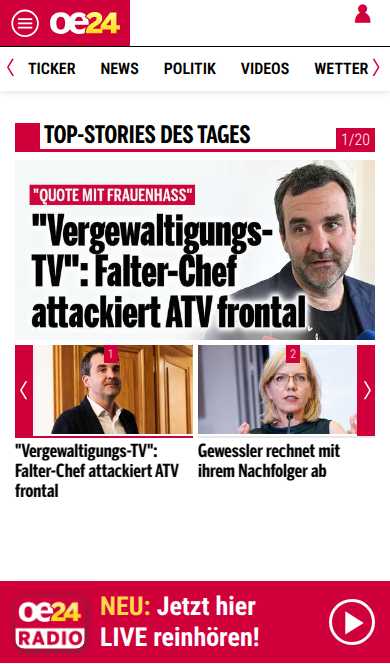 oe24
TICKER NEWS POLITIK VIDEOS WETTER
TOP-STORIES DES TAGES
1/20
"QUOTE MIT FRAUENHASS"
"Vergewaltigungs-
TV": Falter-Chef
attackiert ATV frontal
1
2
"Vergewaltigungs-TV":
Falter-Chef attackiert ATV
frontal
Gewessler rechnet mit
ihrem Nachfolger ab
oe24
RADIO
NEU: Jetzt hier
LIVE reinhören!